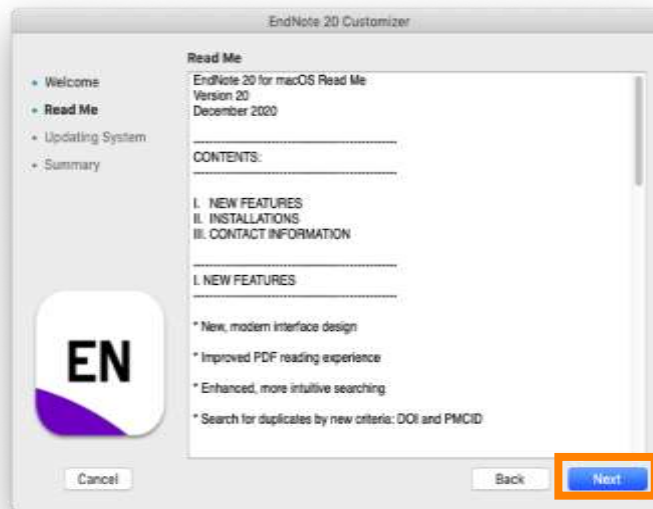 EndNote 20 Customizer
Read Me
• Welcome
• Read Me
• Updating System
• Summary
EndNote 20 for macOS Read Me
Version 20
December 2020
----------------------------------------------------
CONTENTS:
----------------------------------------------------
I. NEW FEATURES
II. INSTALLATIONS
III. CONTACT INFORMATION
----------------------------------------------------
I. NEW FEATURES
----------------------------------------------------
* New, modern interface design
* Improved PDF reading experience
* Enhanced, more intuitive searching
* Search for duplicates by new criteria: DOI and PMCID
EN
Cancel
Back
Next